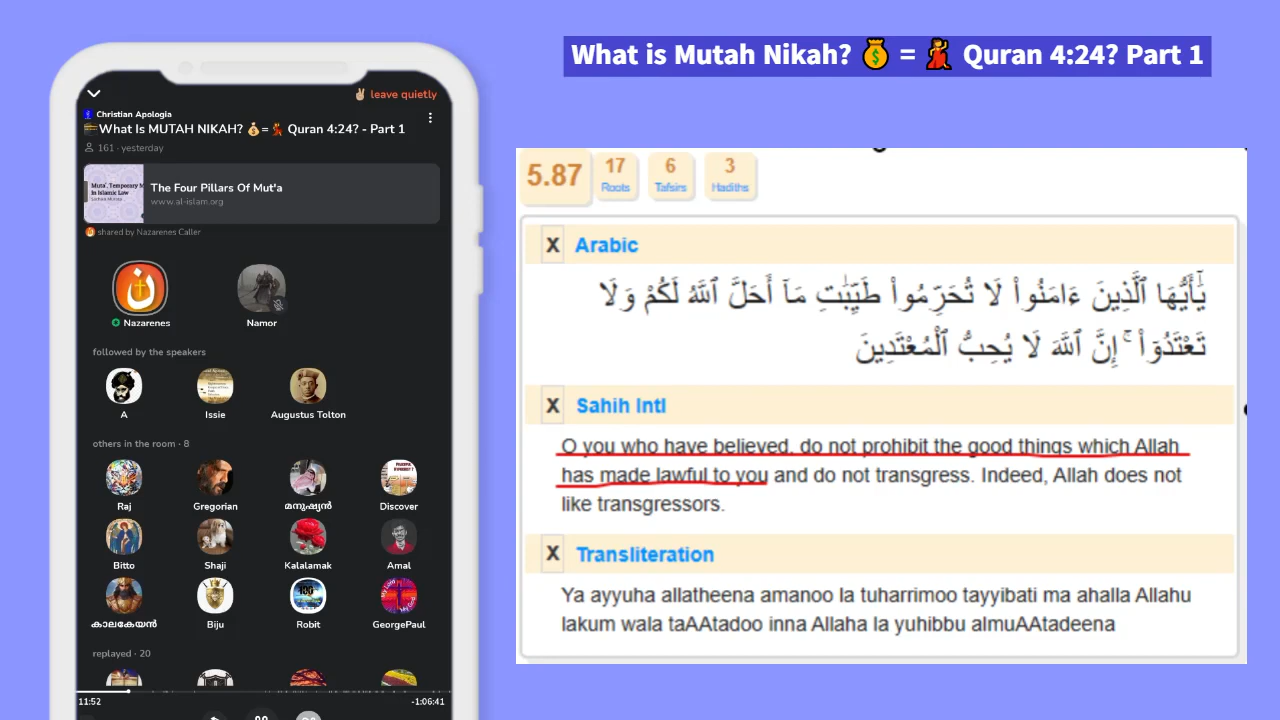 What is Mutah Nikah? 💰 = 💃 Quran 4:24? Part 1
✌🏼 leave quietly
Christian Apologia
What Is MUTAH NIKAH? 💰=💃 Quran 4:24? - Part 1
161 · yesterday
Muta', Temporary M
In Islamic Law
The Four Pillars Of Mut'a
www.al-islam.org
shared by Nazarenes Caller
Nazarenes
Namor
followed by the speakers
A
Issie
Augustus Tolton
others in the room · 8
Raj
Gregorian
മനുഷ്യൻ
Discover
Bitto
Shaji
Kalalamak
Amal
കാലകേയൻ
Biju
Robit
GeorgePaul
replayed · 20
11:52
-1:06:41
5.87
17
Roots
6
Tafsirs
3
Hadiths
X Arabic
يَٰٓأَيُّهَا ٱلَّذِينَ ءَامَنُوا۟ لَا تُحَرِّمُوا۟ طَيِّبَٰتِ مَآ أَحَلَّ ٱللَّهُ لَكُمْ وَلَا
تَعْتَدُوٓا۟ ۚ إِنَّ ٱللَّهَ لَا يُحِبُّ ٱلْمُعْتَدِينَ
X Sahih Intl
O you who have believed, do not prohibit the good things which Allah
has made lawful to you and do not transgress. Indeed, Allah does not
like transgressors.
X Transliteration
Ya ayyuha allatheena amanoo la tuharrimoo tayyibati ma ahalla Allahu
lakum wala taAAtadoo inna Allaha la yuhibbu almuAAtadeena